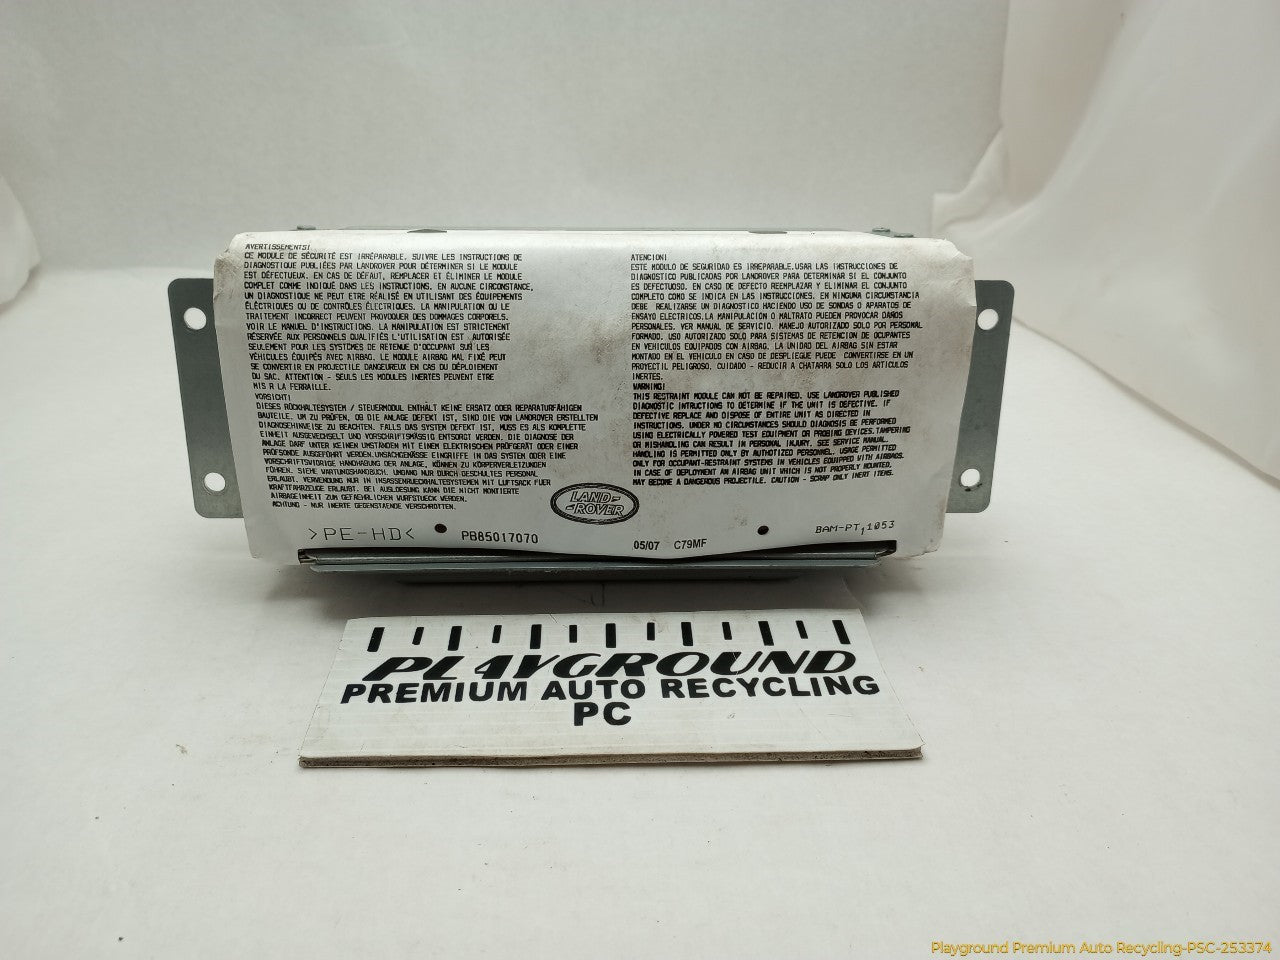 AVERTISSEMENTS!
CE MODULE DE SÉCURITÉ EST IRRÉPARABLE. SUIVRE LES INSTRUCTIONS DE
DIAGNOSTIQUE PUBLIÉES PAR LANDROVER POUR DÉTERMINER SI LE MODULE
EST DÉFECTUEUX. EN CAS DE DÉFAUT, REMPLACER ET ÉLIMINER LE MODULE
COMPLET COMME INDIQUÉ DANS LES INSTRUCTIONS. EN AUCUNE CIRCONSTANCE,
UN DIAGNOSTIQUE NE PEUT ÊTRE RÉALISÉ EN UTILISANT DES ÉQUIPEMENTS
ÉLECTRIQUES OU DE CONTRÔLES ÉLECTRIQUES. LA MANIPULATION OU LE
TRAITEMENT INCORRECT PEUVENT PROVOQUER DES DOMMAGES CORPORELS.
VOIR LE MANUEL D'INSTRUCTIONS. LA MANIPULATION EST STRICTEMENT
RÉSERVÉE AUX PERSONNELS QUALIFIÉS L'UTILISATION EST AUTORISÉE
SEULEMENT POUR LES SYSTÈMES DE RETENUE D'OCCUPANT SUR LES
VÉHICULES ÉQUIPÉS AVEC AIRBAG. LE MODULE AIRBAG MAL FIXÉ PEUT
SE CONVERTIR EN PROJECTILE DANGEUREUX EN CAS DU DÉPLOIEMENT
DU SAC. ATTENTION - SEULS LES MODULES INERTES PEUVENT ETRE
MIS A LA FERRAILLE.
VORSICHT!
DIESES RÜCKHALTESYSTEM / STEUERMODUL ENTHÄLT KEINE ERSATZ ODER REPARATURFÄHIGEN
BAUTEILE. UM ZU PRÜFEN, OB DIE ANLAGE DEFEKT IST, SIND DIE VON LANDROVER ERSTELLTEN
DIAGNOSEHINWEISE ZU BEACHTEN. FALLS DAS SYSTEM DEFEKT IST, MUSS ES ALS KOMPLETTE
EINHEIT AUSGEWECHSELT UND VORSCHRIFTSMÄSSIG ENTSORGT WERDEN. DIE DIAGNOSE DER
ANLAGE DARF UNTER KEINEN UMSTÄNDEN MIT EINEM ELEKTRISCHEN PRÜFGERÄT ODER EINER
PRÜFSONDE AUSGEFÜHRT WERDEN.UNSACHGEMÄSSE EINGRIFFE IN DAS SYSTEM ODER EINE
VORSCHRIFTSWIDRIGE HANDHABUNG DER ANLAGE, KÖNNEN ZU KÖRPERVERLETZUNGEN
FÜHREN. SIEHE WARTUNGSHANDBUCH. UMGANG NUR DURCH GESCHULTES PERSONAL
ERLAUBT. VERWENDUNG NUR IN INSASSENRUECKHALTESYSTEMEN MIT LUFTSACK FUER
KRAFTFAHRZEUGE ERLAUBT. BEI AUSLOESUNG KANN DIE NICHT MONTIERTE
AIRBAGEINHEIT ZUM GEFAEHRLICHEN WURFSTUECK WERDEN.
ACHTUNG - NUR INERTE GEGENSTAENDE VERSCHROTTEN.
ATENCION!
ESTE MODULO DE SEGURIDAD ES IRREPARABLE.USAR LAS INSTRUCCIONES DE
DIAGNOSTICO PUBLICADAS POR LANDROVER PARA DETERMINAR SI EL CONJUNTO
ES DEFECTUOSO. EN CASO DE DEFECTO REEMPLAZAR Y ELIMINAR EL CONJUNTO
COMPLETO COMO SE INDICA EN LAS INSTRUCCIONES. EN NINGUNA CIRCUMSTANCIA
DEBE REALIZARSE UN DIAGNOSTICO HACIENDO USO DE SONDAS O APARATOS DE
ENSAYO ELECTRICOS.LA MANIPULACION O MALTRATO PUEDEN PROVOCAR DAÑOS
PERSONALES. VER MANUAL DE SERVICIO. MANEJO AUTORIZADO SOLO POR PERSONAL
FORMADO. USO AUTORIZADO SOLO PARA SISTEMAS DE RETENCION DE OCUPANTES
EN VEHICULOS EQUIPADOS CON AIRBAG. LA UNIDAD DEL AIRBAG SIN ESTAR
MONTADO EN EL VEHICULO EN CASO DE DESPLIEGUE PUEDE CONVERTIRSE EN UN
PROYECTIL PELIGROSO. CUIDADO - REDUCIR A CHATARRA SOLO LOS ARTICULOS
INERTES.
WARNING!
THIS RESTRAINT MODULE CAN NOT BE REPAIRED. USE LANDROVER PUBLISHED
DIAGNOSTIC INTRUCTIONS TO DETERMINE IF THE UNIT IS DEFECTIVE. IF
DEFECTIVE REPLACE AND DISPOSE OF ENTIRE UNIT AS DIRECTED IN
INSTRUCTIONS. UNDER NO CIRCUMSTANCES SHOULD DIAGNOSIS BE PERFORMED
USING ELECTRICALLY POWERED TEST EQUIPMENT OR PROBING DEVICES.TAMPERING
OR MISHANDLING CAN RESULT IN PERSONAL INJURY. SEE SERVICE MANUAL.
HANDLING IS PERMITTED ONLY BY AUTHOTIZED PERSONNEL. USAGE PERMITTED
ONLY FOR OCCUPANT-RESTRAINT SYSTEMS IN VEHICLES EQUIPPED WITH AIRBAGS.
IN CASE OF DEPLOYMENT AN AIRBAG UNIT WHICH IS NOT PROPERLY MOUNTED,
MAY BECOME A DANGEROUS PROJECTILE. CAUTION - SCRAP ONLY INERT ITEMS.
LAND-
-ROVER
>PE-HD<
PB85017070
05/07 C79MF
BAM-PT,1053
PLAYGROUND
PREMIUM AUTO RECYCLING
PC
Playground Premium Auto Recycling-PSC-253374